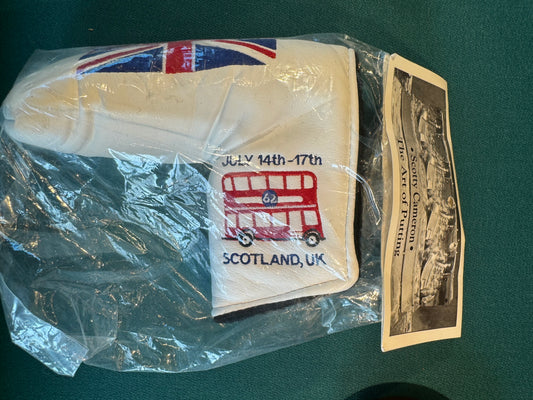 JULY 14th-17th
62
SCOTLAND, UK
• Scotty Cameron •
The Art of Putting